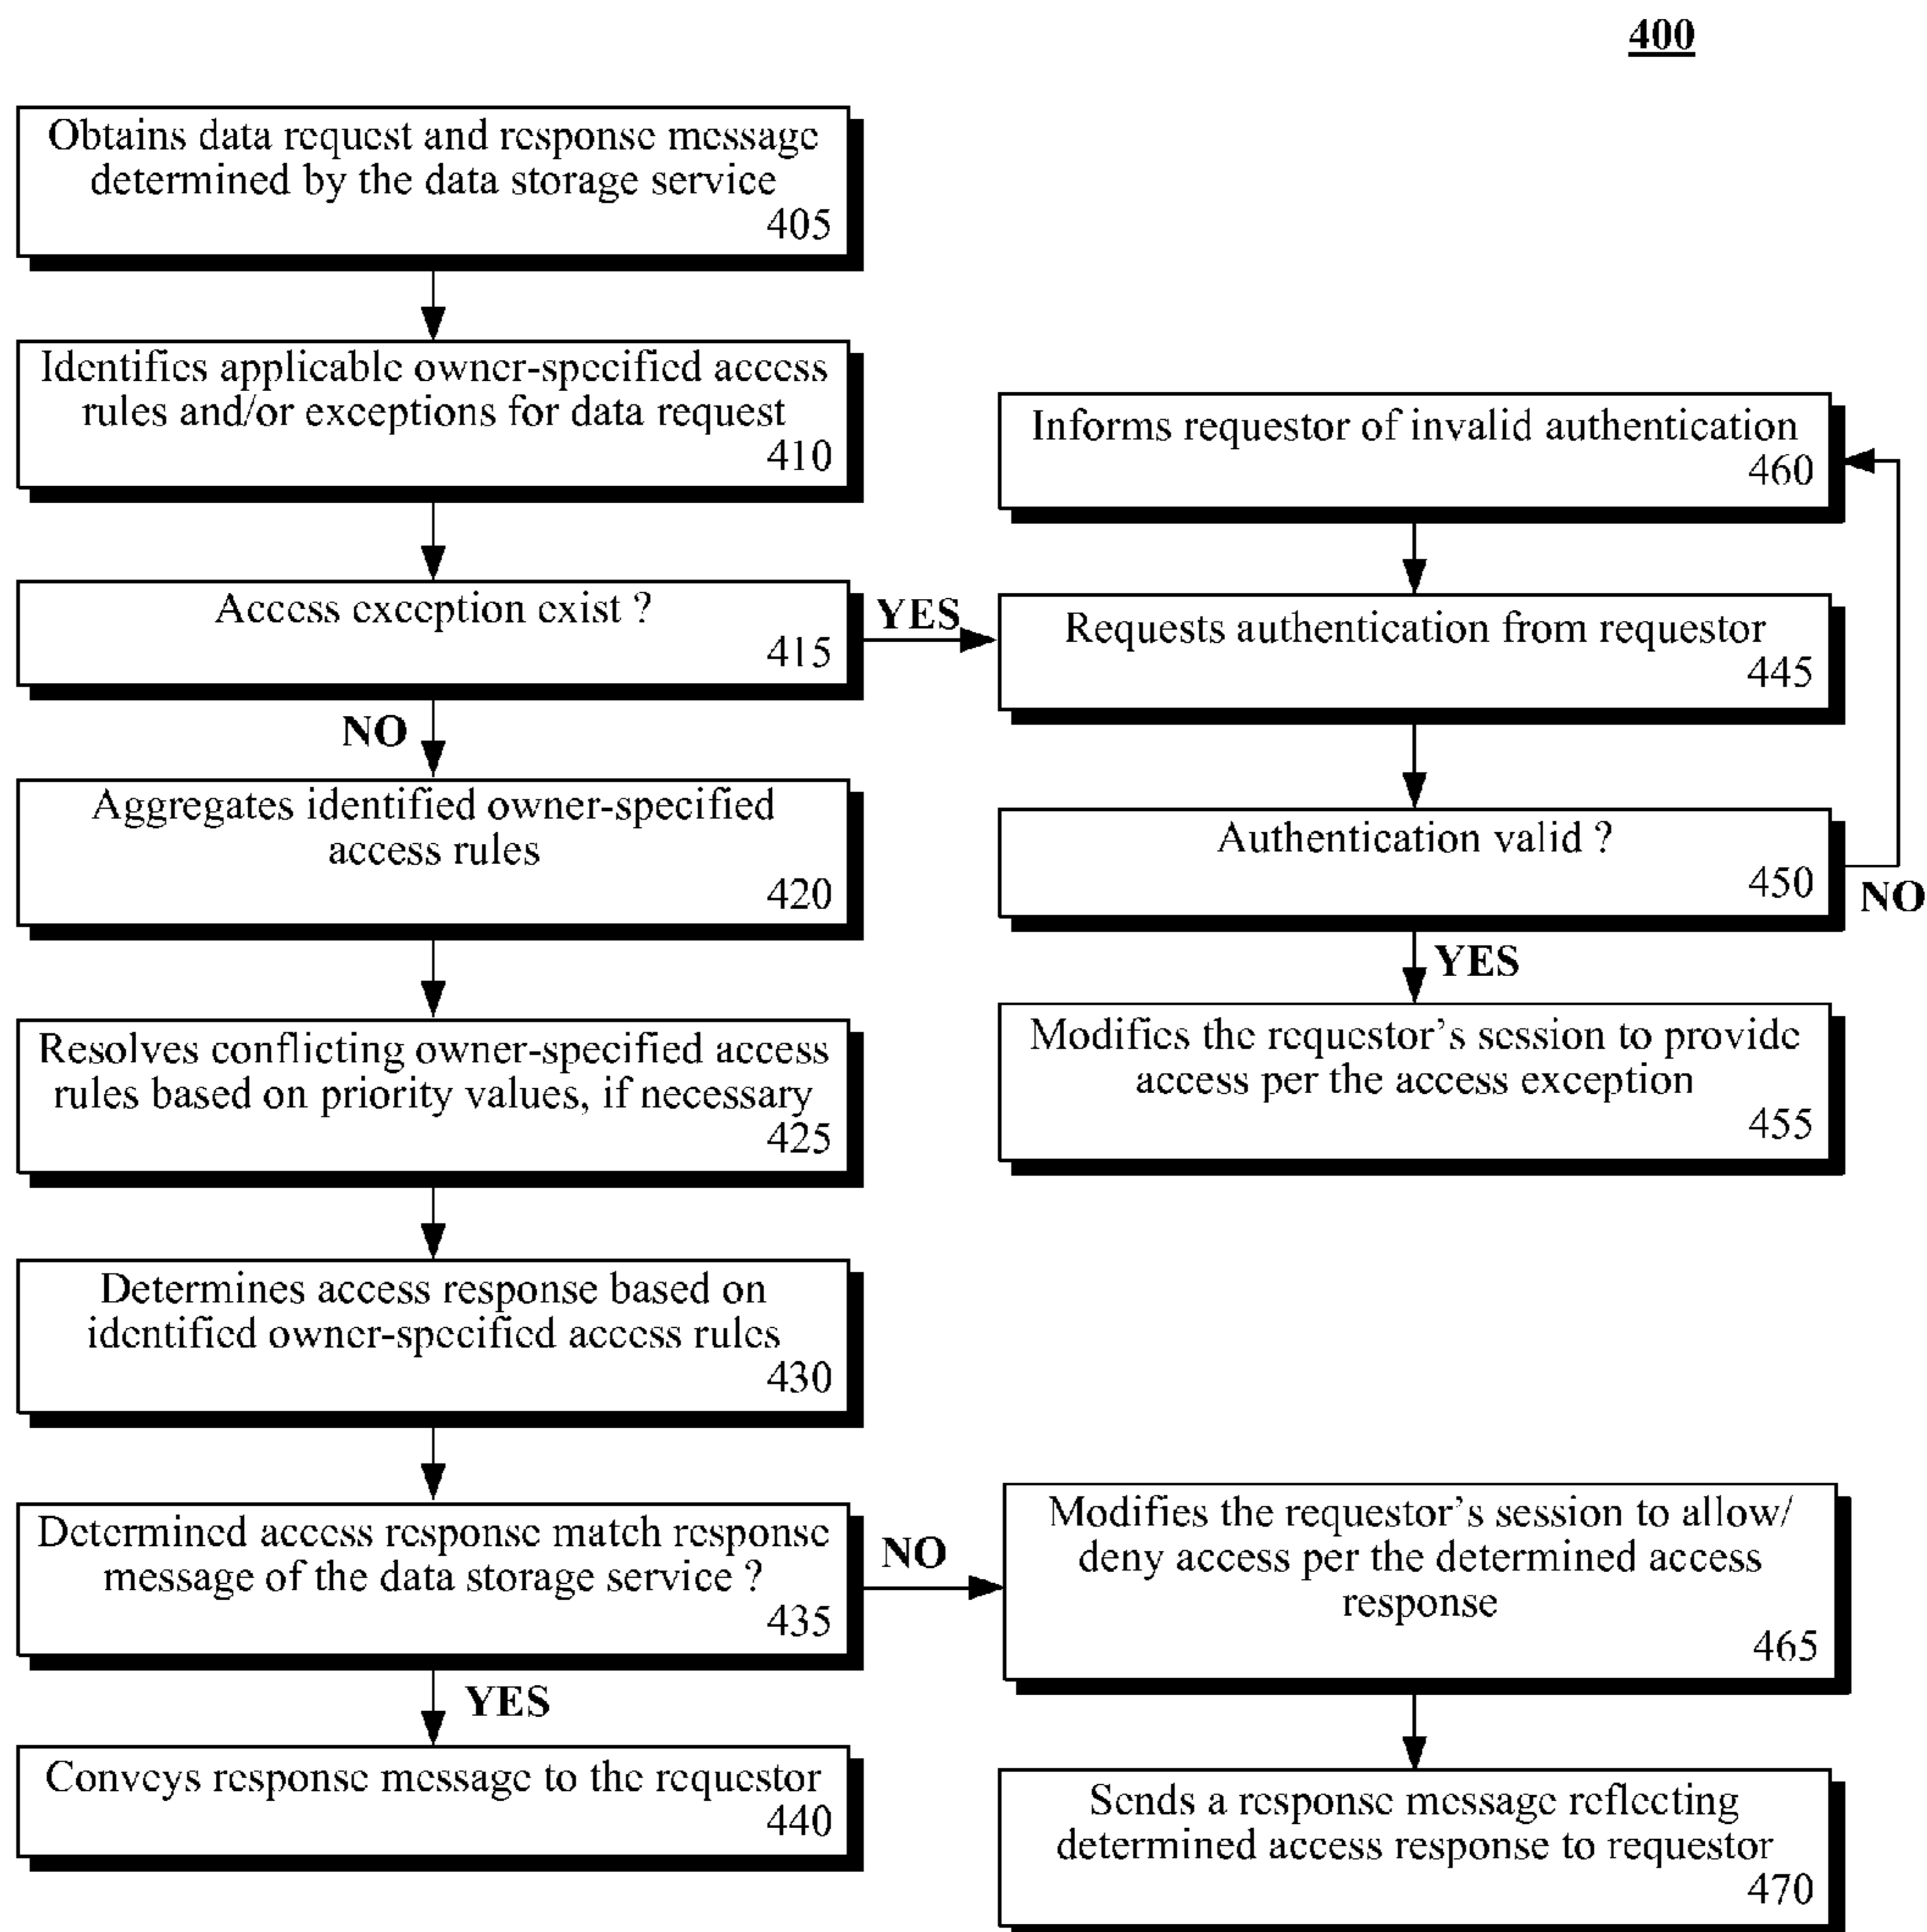 400
Obtains data request and response message
determined by the data storage service
405
Identifies applicable owner-specified access
rules and/or exceptions for data request
410
Access exception exist ?
415
YES
NO
Aggregates identified owner-specified
access rules
420
Resolves conflicting owner-specified access
rules based on priority values, if necessary
425
Determines access response based on
identified owner-specified access rules
430
Determined access response match response
message of the data storage service ?
435
NO
YES
Conveys response message to the requestor
440
Informs requestor of invalid authentication
460
Requests authentication from requestor
445
Authentication valid ?
450
NO
YES
Modifies the requestor's session to provide
access per the access exception
455
Modifies the requestor's session to allow/
deny access per the determined access
response
465
Sends a response message reflecting
determined access response to requestor
470